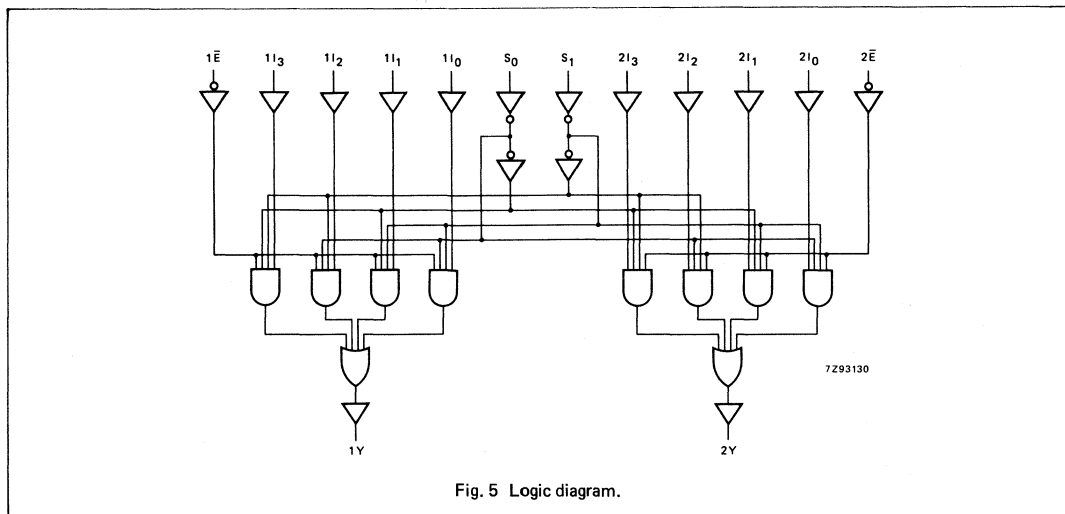 1Ē 1I₃ 1I₂ 1I₁ 1I₀ S₀ S₁ 2I₃ 2I₂ 2I₁ 2I₀ 2Ē
7Z93130
1Y 2Y
Fig. 5 Logic diagram.